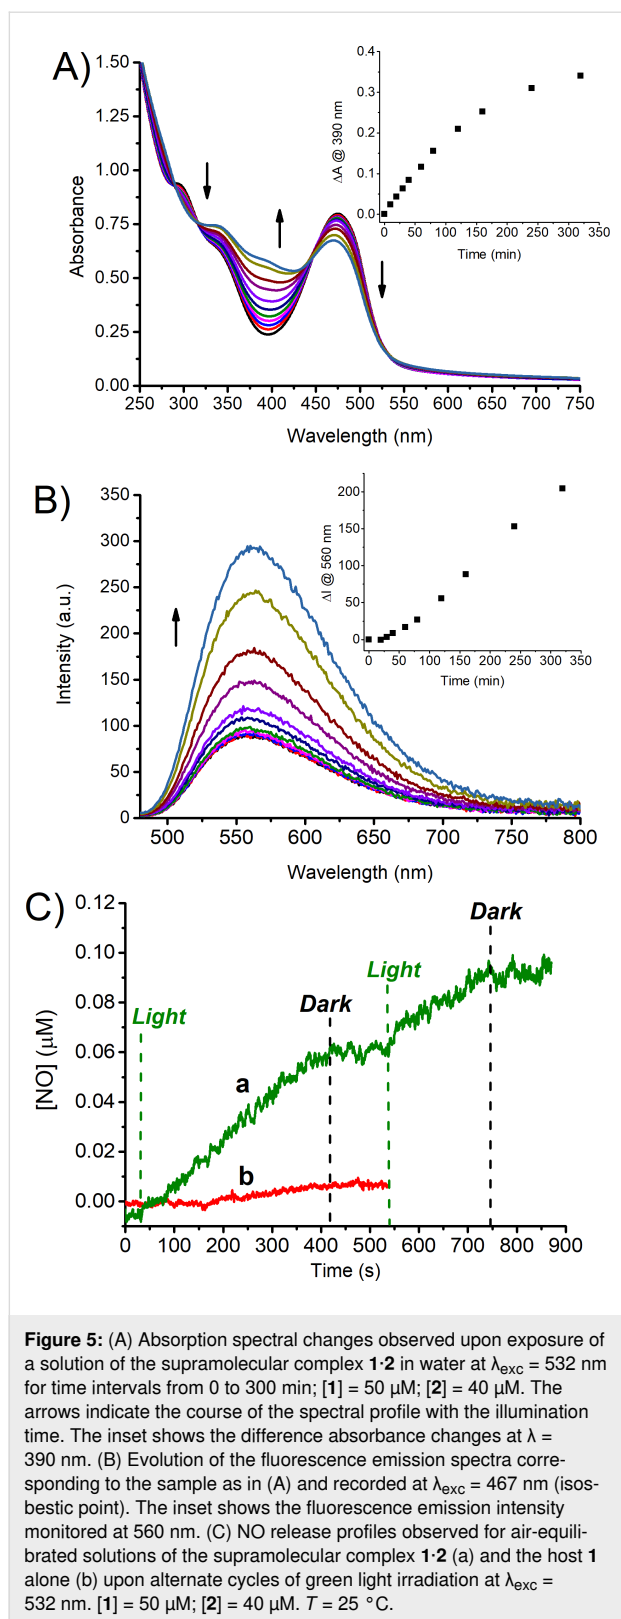 A)
1.50
1.25
1.00
0.75
0.50
0.25
0.00
Absorbance
250 300 350 400 450 500 550 600 650 700 750
Wavelength (nm)
0.4
0.3
0.2
0.1
0.0
ΔA @ 390 nm
0 50 100 150 200 250 300 350
Time (min)
B)
350
300
250
200
150
100
50
0
Intensity (a.u.)
500 550 600 650 700 750 800
Wavelength (nm)
200
150
100
50
0
ΔI @ 560 nm
0 50 100 150 200 250 300 350
Time (min)
C)
0.12
0.10
0.08
0.06
0.04
0.02
0.00
[NO] (μM)
Light
Dark
Light
Dark
a
b
0 100 200 300 400 500 600 700 800 900
Time (s)
Figure 5: (A) Absorption spectral changes observed upon exposure of
a solution of the supramolecular complex 1·2 in water at λexc = 532 nm
for time intervals from 0 to 300 min; [1] = 50 μM; [2] = 40 μM. The
arrows indicate the course of the spectral profile with the illumination
time. The inset shows the difference absorbance changes at λ =
390 nm. (B) Evolution of the fluorescence emission spectra corre-
sponding to the sample as in (A) and recorded at λexc = 467 nm (isos-
bestic point). The inset shows the fluorescence emission intensity
monitored at 560 nm. (C) NO release profiles observed for air-equili-
brated solutions of the supramolecular complex 1·2 (a) and the host 1
alone (b) upon alternate cycles of green light irradiation at λexc =
532 nm. [1] = 50 μM; [2] = 40 μM. T = 25 °C.